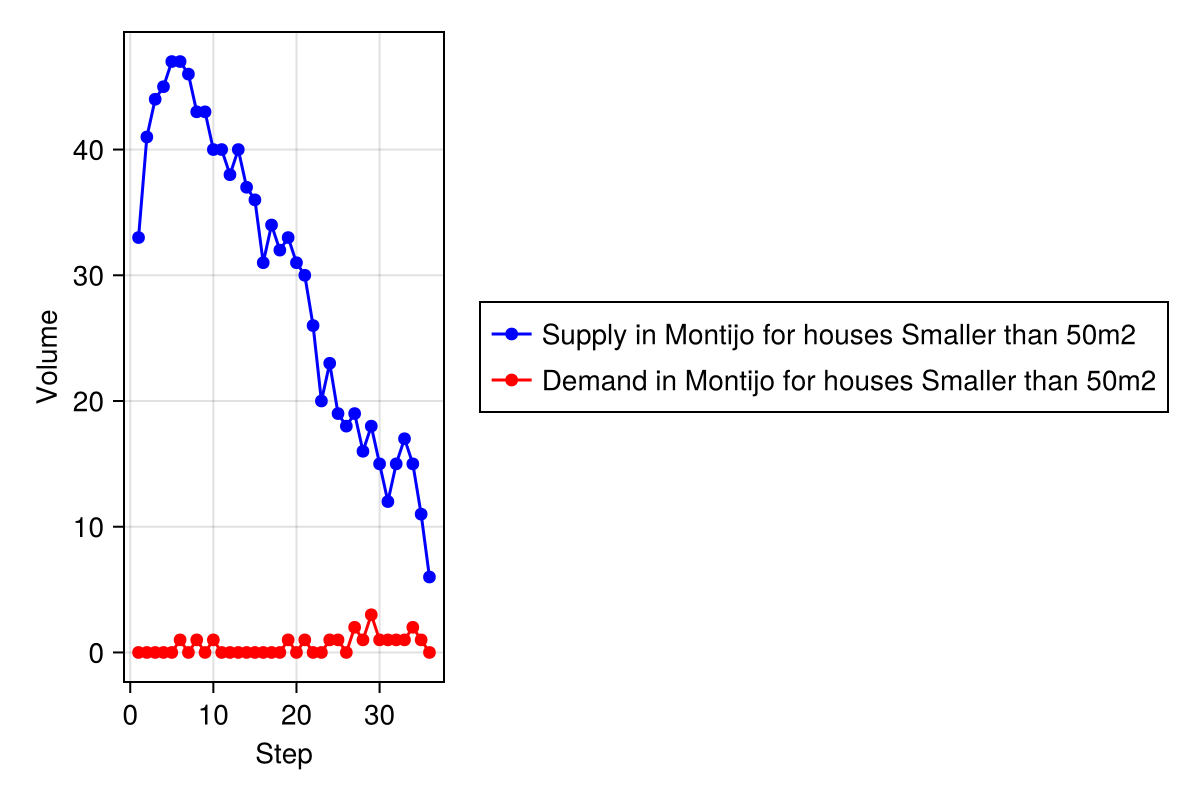 Volume
40
30
20
10
0
0 10 20 30
Step
Supply in Montijo for houses Smaller than 50m2
Demand in Montijo for houses Smaller than 50m2